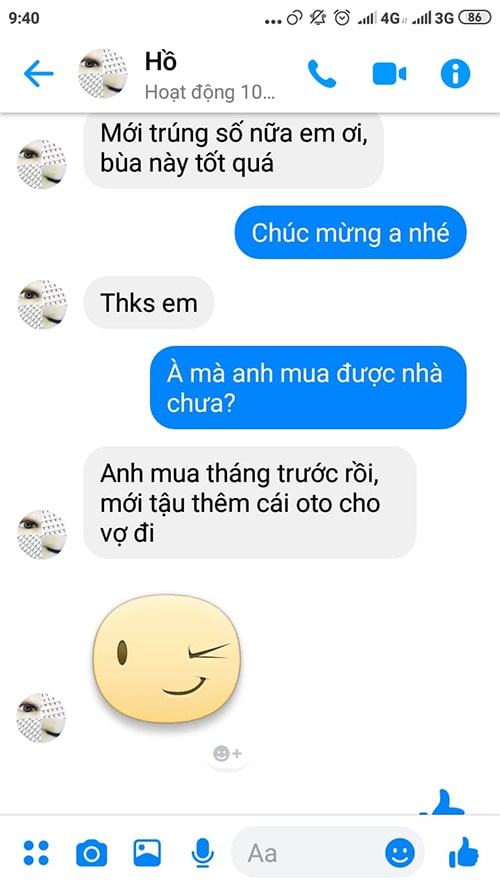 9:40
4G
3G
86
Hồ
Hoạt động 10...
Mới trúng số nữa em ơi,
bùa này tốt quá
Chúc mừng a nhé
Thks em
À mà anh mua được nhà
chưa?
Anh mua tháng trước rồi,
mới tậu thêm cái oto cho
vợ đi
Aa